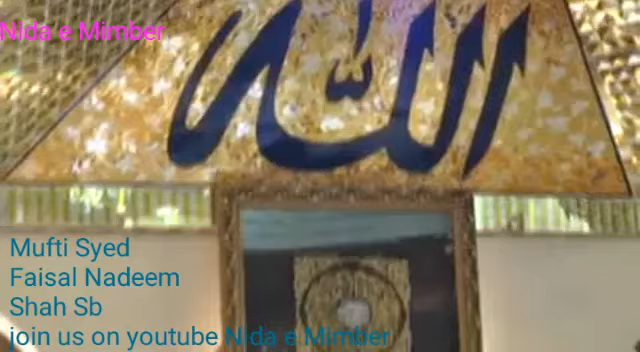 Nida e Mimber
الله
Mufti Syed
Faisal Nadeem
Shah Sb
join us on youtube Nida e Mimber